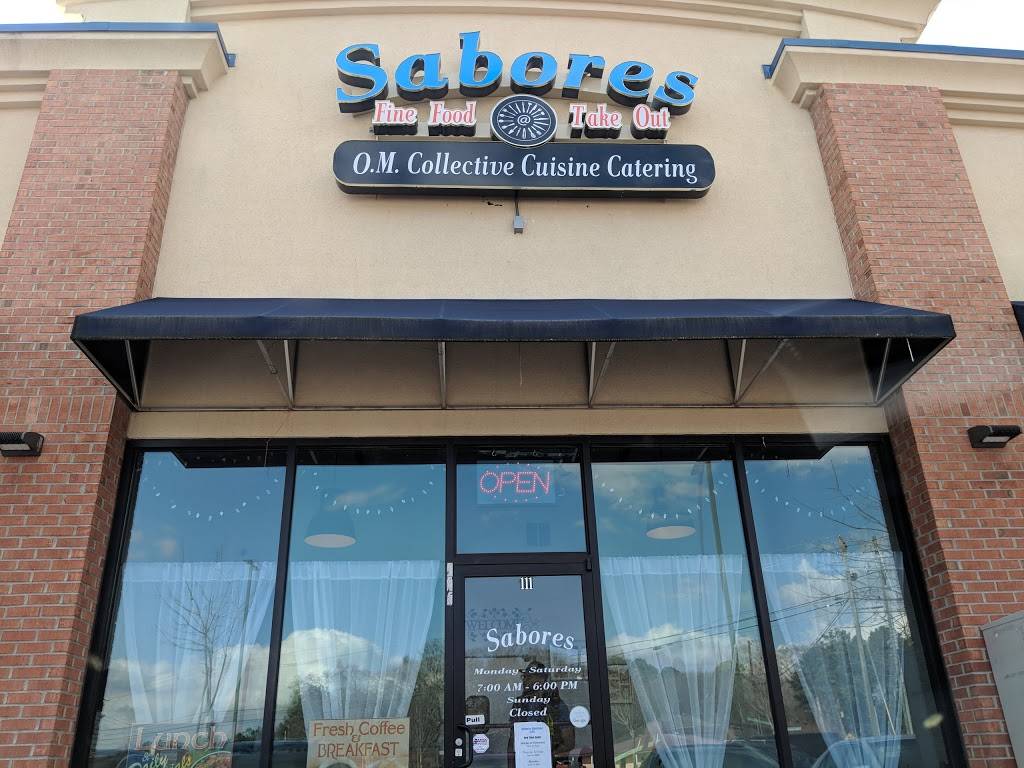 Sabores
Fine Food @ Take Out
O.M. Collective Cuisine Catering
OPEN
111
WELCOME
Sabores
Monday - Saturday
7:00 AM - 6:00 PM
Sunday
Closed
Pull
Lunch
Fresh Coffee
&
BREAKFAST